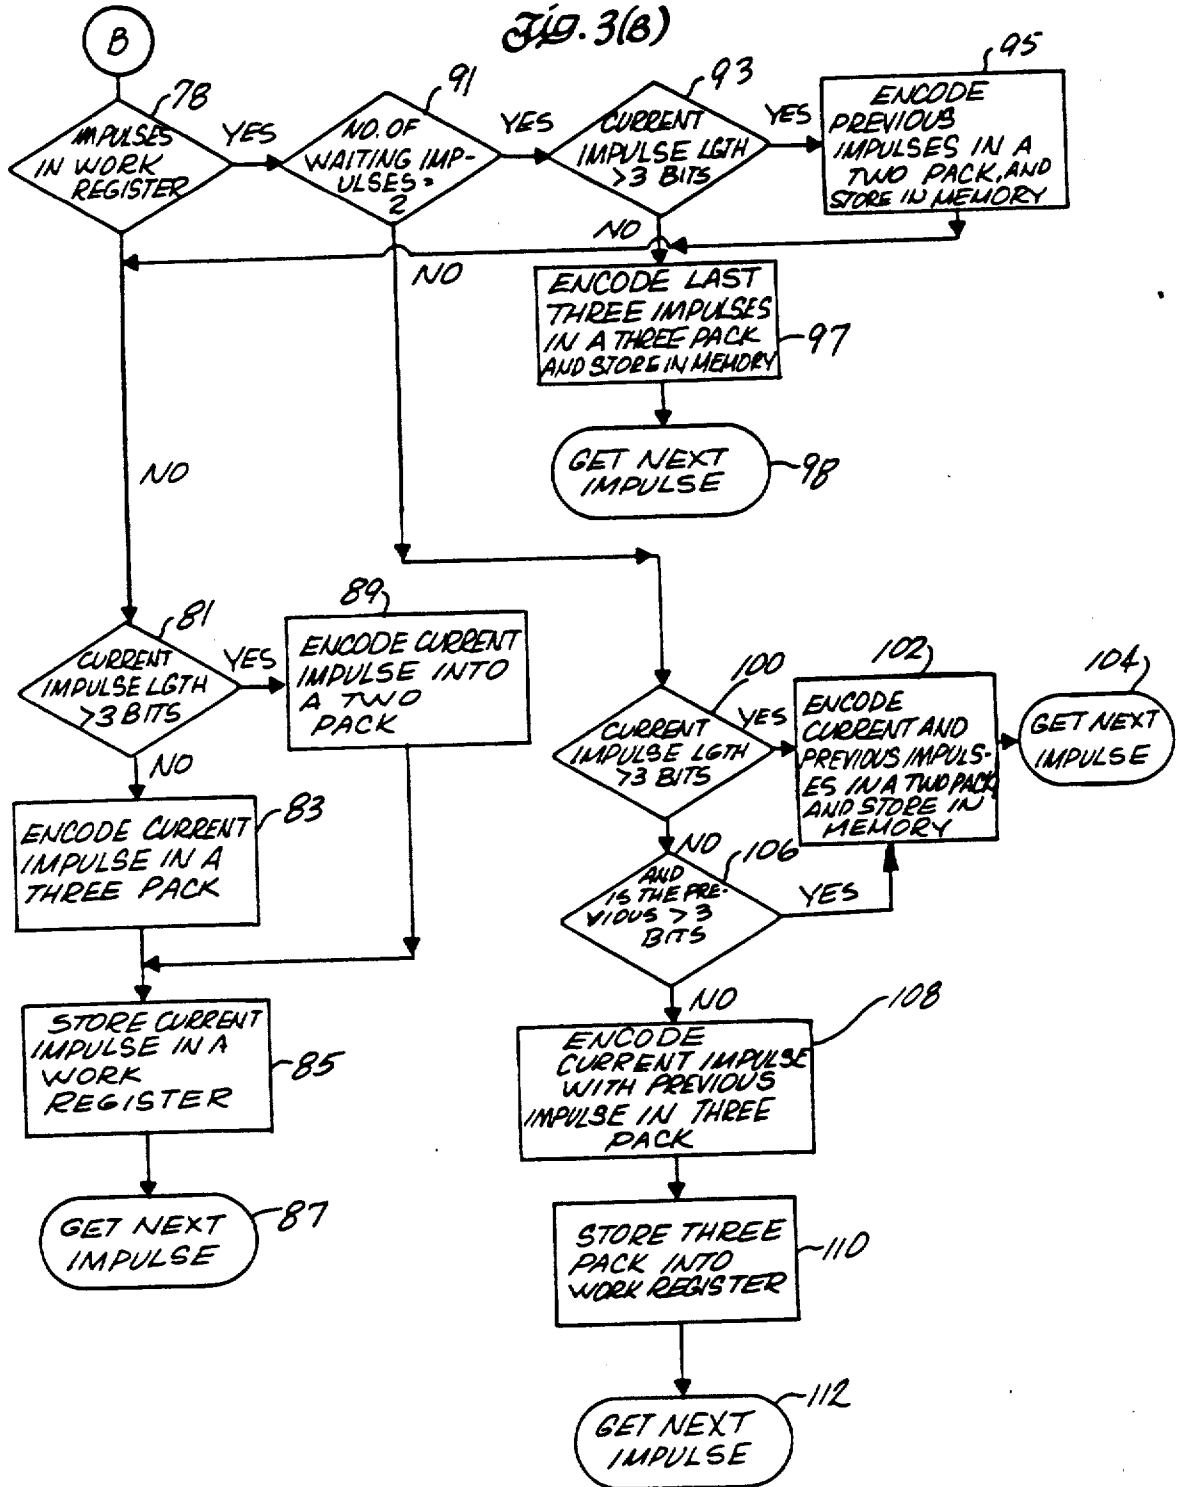 Fig. 3(B)
B
78
IMPULSES
IN WORK
REGISTER
YES
91
NO. OF
WAITING IMP-
ULSES=
2
YES
93
CURRENT
IMPULSE LGTH
>3 BITS
YES
95
ENCODE
PREVIOUS
IMPULSES IN A
TWO PACK, AND
STORE IN MEMORY
NO
NO
ENCODE LAST
THREE IMPULSES
IN A THREE PACK
AND STORE IN MEMORY
97
GET NEXT
IMPULSE
98
NO
81
CURRENT
IMPULSE LGTH
>3 BITS
YES
89
ENCODE CURRENT
IMPULSE INTO
A TWO
PACK
NO
ENCODE CURRENT
IMPULSE IN A
THREE PACK
83
STORE CURRENT
IMPULSE IN A
WORK
REGISTER
85
GET NEXT
IMPULSE
87
100
CURRENT
IMPULSE LGTH
>3 BITS
YES
102
ENCODE
CURRENT AND
PREVIOUS IMPULS-
ES IN A TWO PACK
AND STORE IN
MEMORY
104
GET NEXT
IMPULSE
NO
106
AND
IS THE PRE-
VIOUS > 3
BITS
YES
NO
108
ENCODE
CURRENT IMPULSE
WITH PREVIOUS
IMPULSE IN THREE
PACK
STORE THREE
PACK INTO
WORK REGISTER
110
GET NEXT
IMPULSE
112